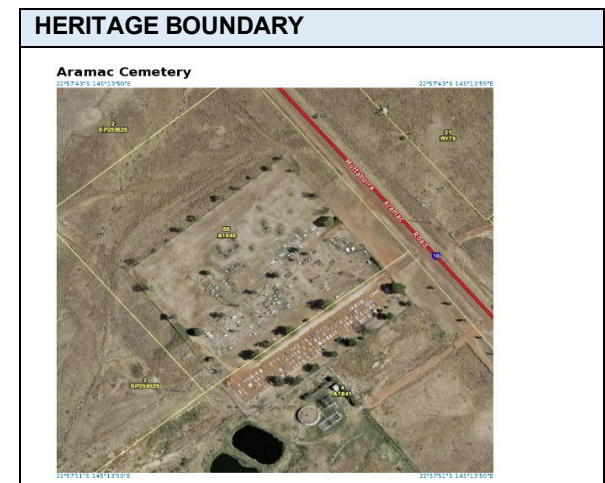 HERITAGE BOUNDARY
Aramac Cemetery
22°57'43"S 145°13'50"E
22°57'43"S 145°13'59"E
2
SP259525
21
RY79
Muttaburra Aramac Road
58
A1843
19
2
SP259525
4
A1841
22°57'51"S 145°13'50"E
22°57'51"S 145°13'59"E